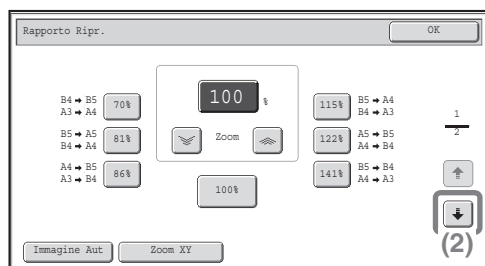 Rapporto Ripr.
OK
B4 → B5
A3 → A4
70%
B5 → A5
B4 → A4
81%
A4 → B5
A3 → B4
86%
100 %
Zoom
100%
115%
B5 → A4
B4 → A3
122%
A5 → B5
A4 → B4
141%
B5 → B4
A4 → A3
1
2
(2)
Immagine Aut
Zoom XY